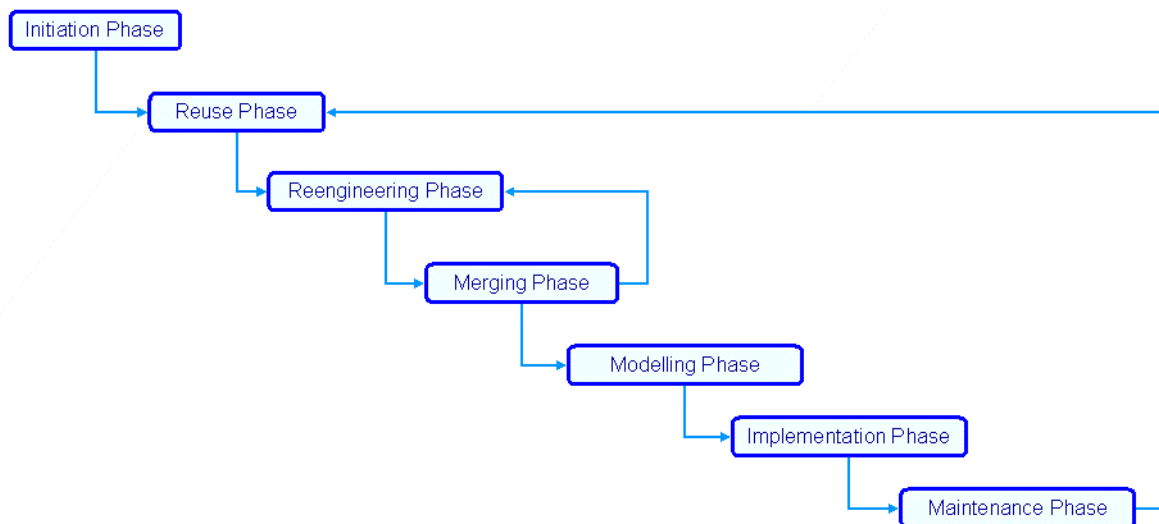 Initiation Phase
Reuse Phase
Reengineering Phase
Merging Phase
Modelling Phase
Implementation Phase
Maintenance Phase